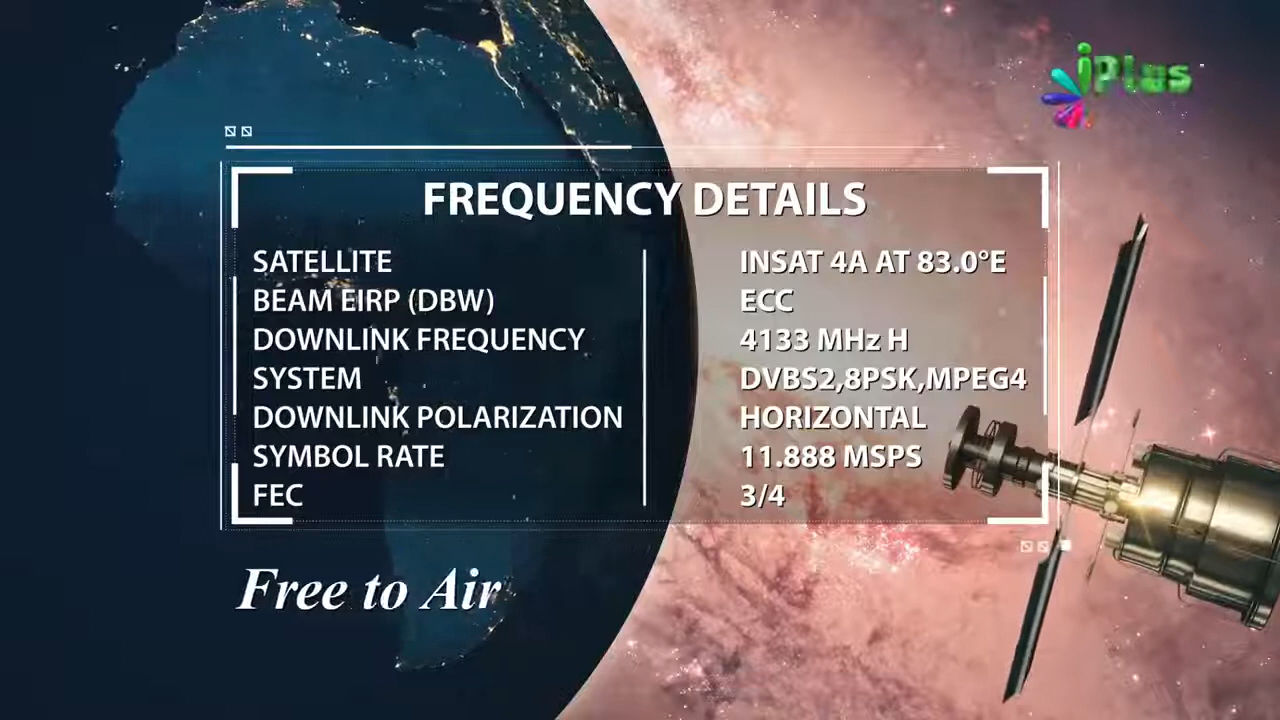 iPlus
FREQUENCY DETAILS
SATELLITE INSAT 4A AT 83.0°E
BEAM EIRP (DBW) ECC
DOWNLINK FREQUENCY 4133 MHz H
SYSTEM DVBS2,8PSK,MPEG4
DOWNLINK POLARIZATION HORIZONTAL
SYMBOL RATE 11.888 MSPS
FEC 3/4
Free to Air